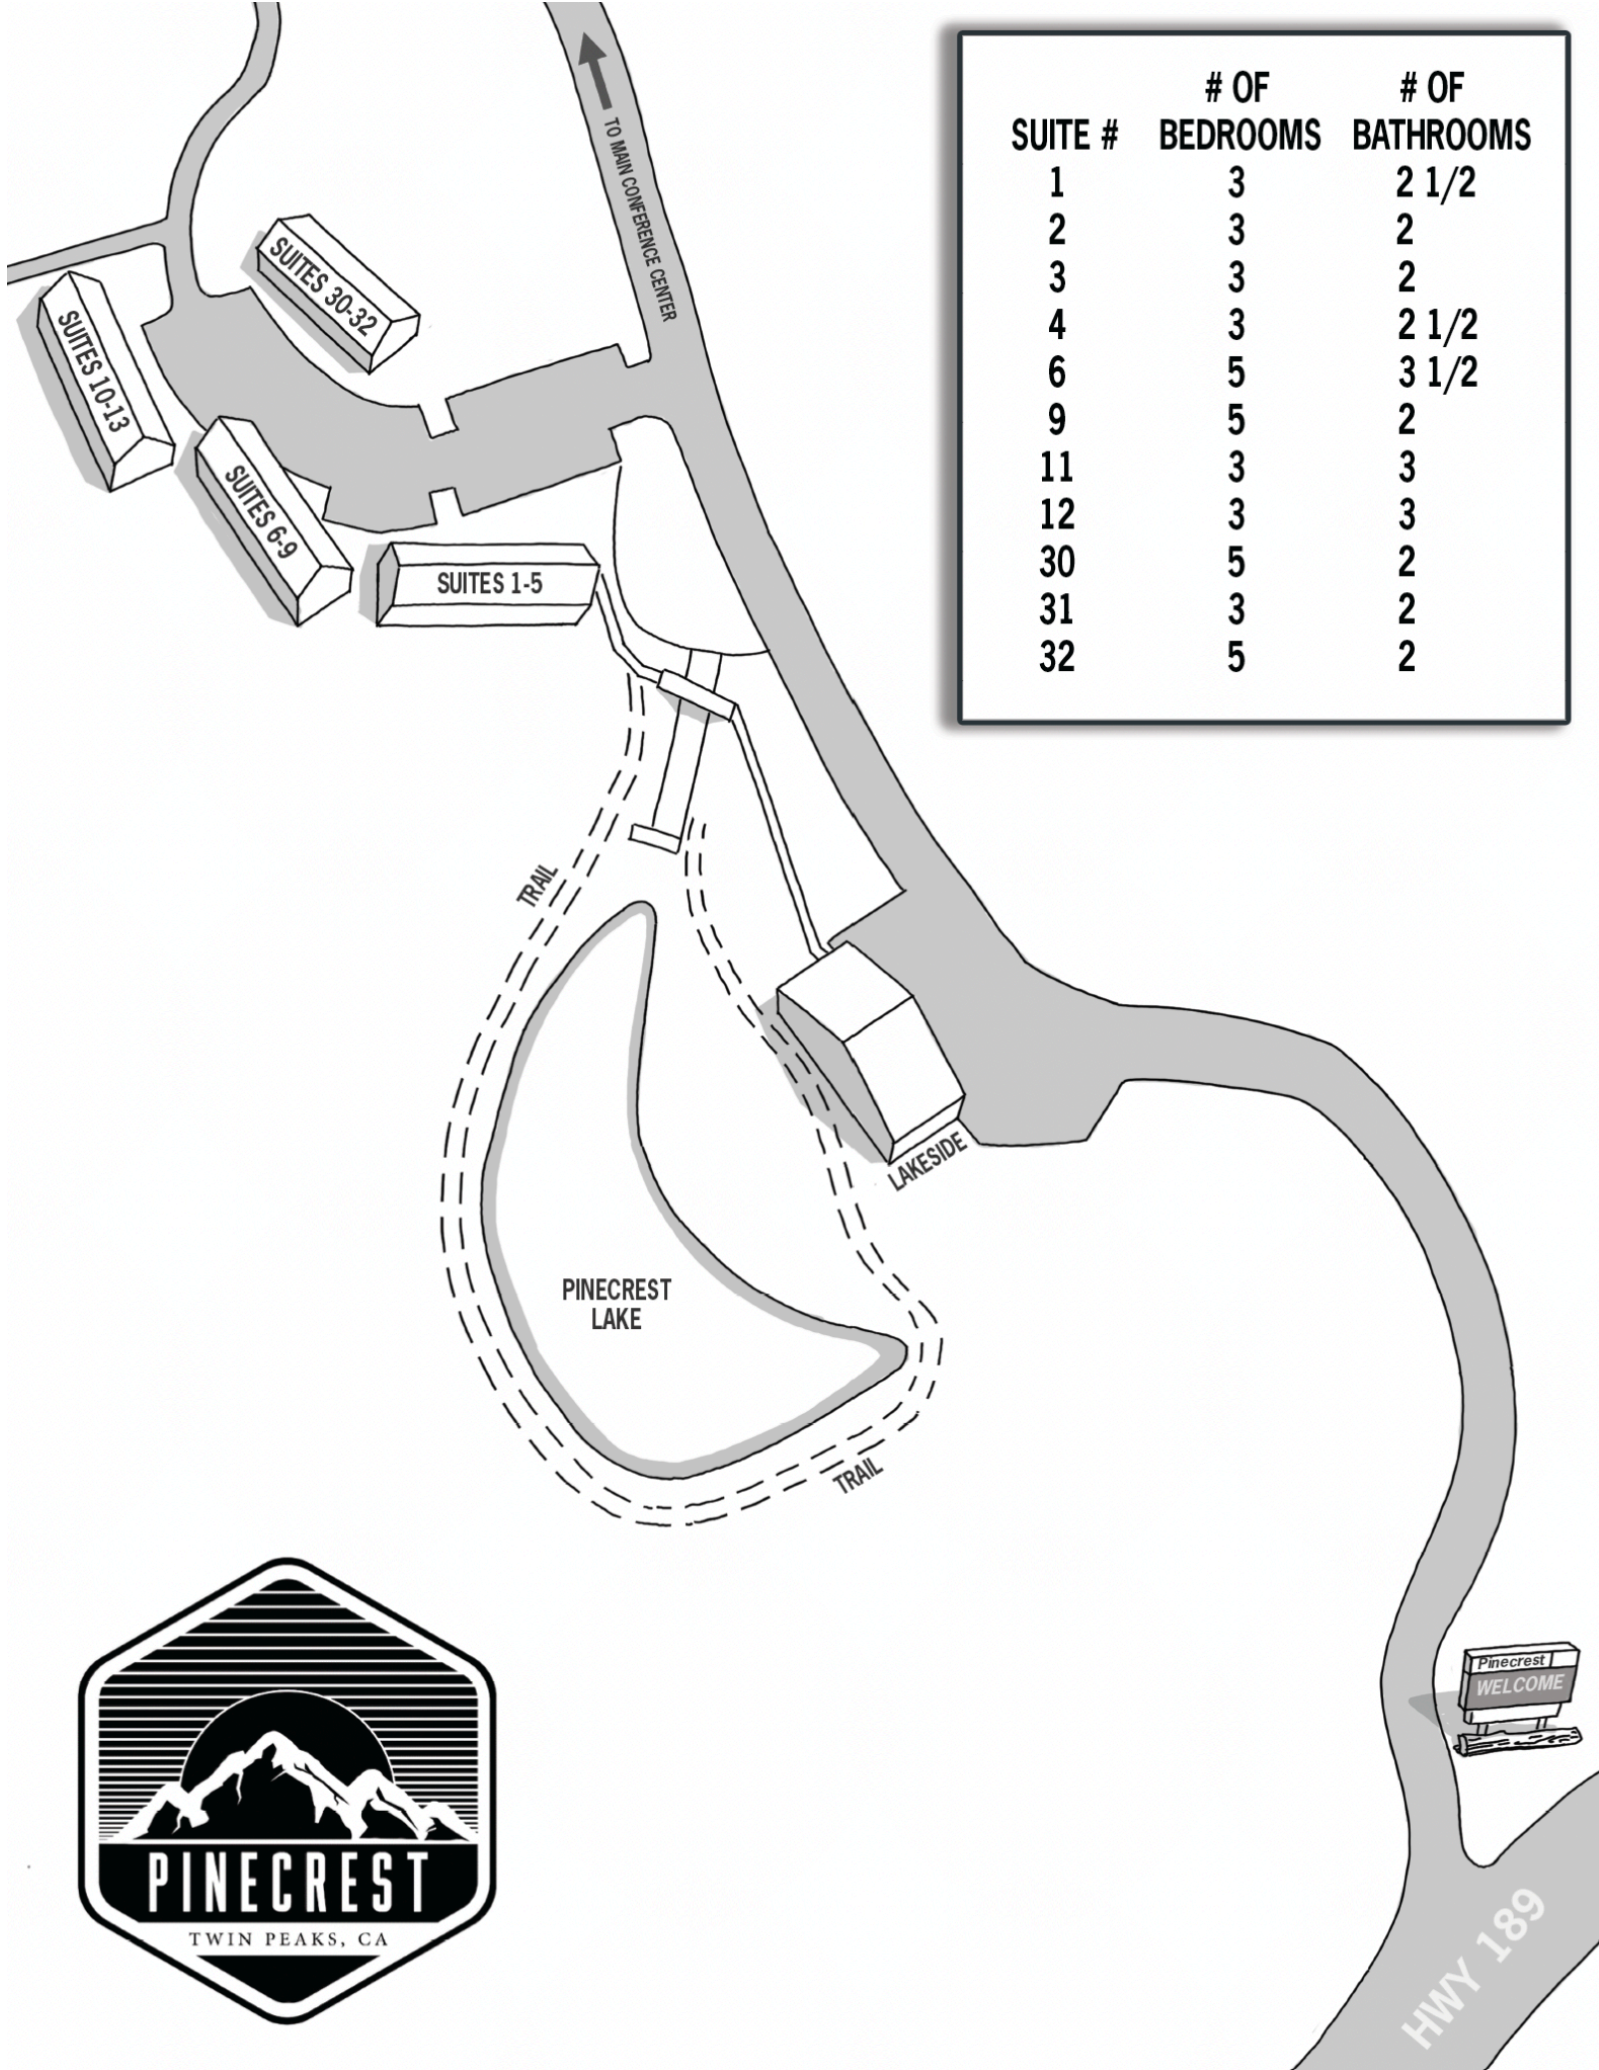 # OF
# OF
SUITE #
BEDROOMS
BATHROOMS
1 3 2 1/2
2 3 2
3 3 2
4 3 2 1/2
6 5 3 1/2
9 5 2
11 3 3
12 3 3
30 5 2
31 3 2
32 5 2
TO MAIN CONFERENCE CENTER
SUITES 30-32
SUITES 10-13
SUITES 6-9
SUITES 1-5
TRAIL
LAKESIDE
PINECREST
LAKE
TRAIL
Pinecrest
WELCOME
PINECREST
TWIN PEAKS, CA
HWY 189